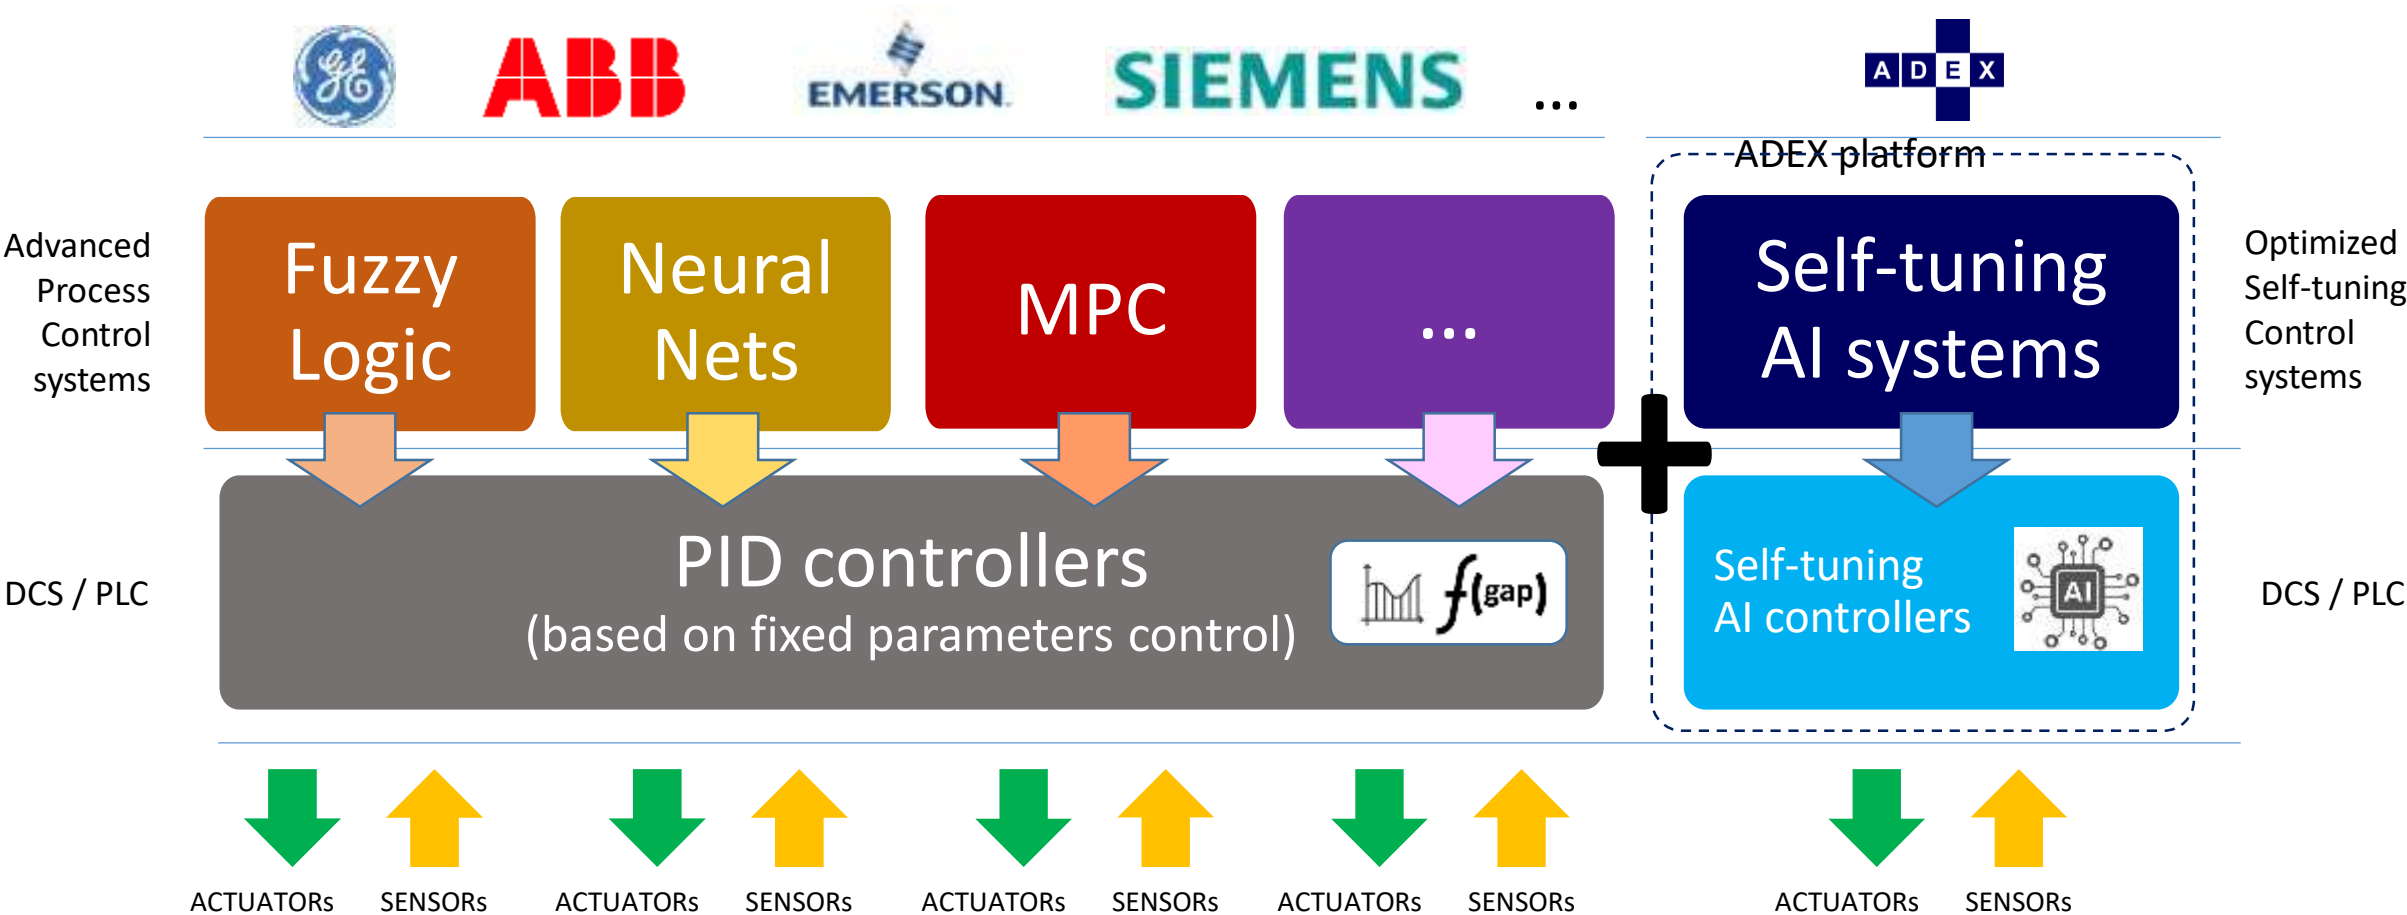 GE
ABB
EMERSON
SIEMENS
...
ADEX
ADEX platform
Advanced
Process
Control
systems
Fuzzy
Logic
Neural
Nets
MPC
...
Self-tuning
AI systems
Optimized
Self-tuning
Control
systems
DCS / PLC
PID controllers
(based on fixed parameters control)
f(gap)
Self-tuning
AI controllers
AI
DCS / PLC
ACTUATORs SENSORs ACTUATORs SENSORs ACTUATORs SENSORs ACTUATORs SENSORs ACTUATORs SENSORs